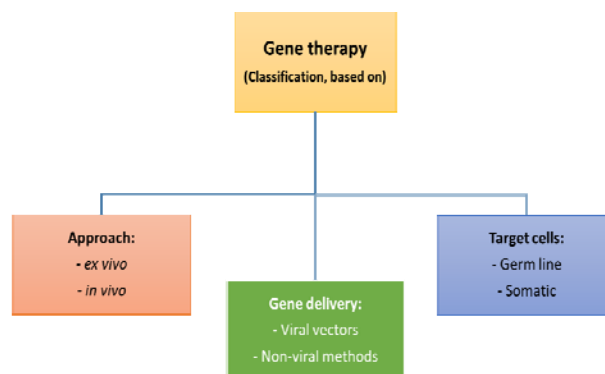 Gene therapy
(Classification, based on)
Approach:
- ex vivo
- in vivo
Gene delivery:
- Viral vectors
- Non-viral methods
Target cells:
- Germ line
- Somatic